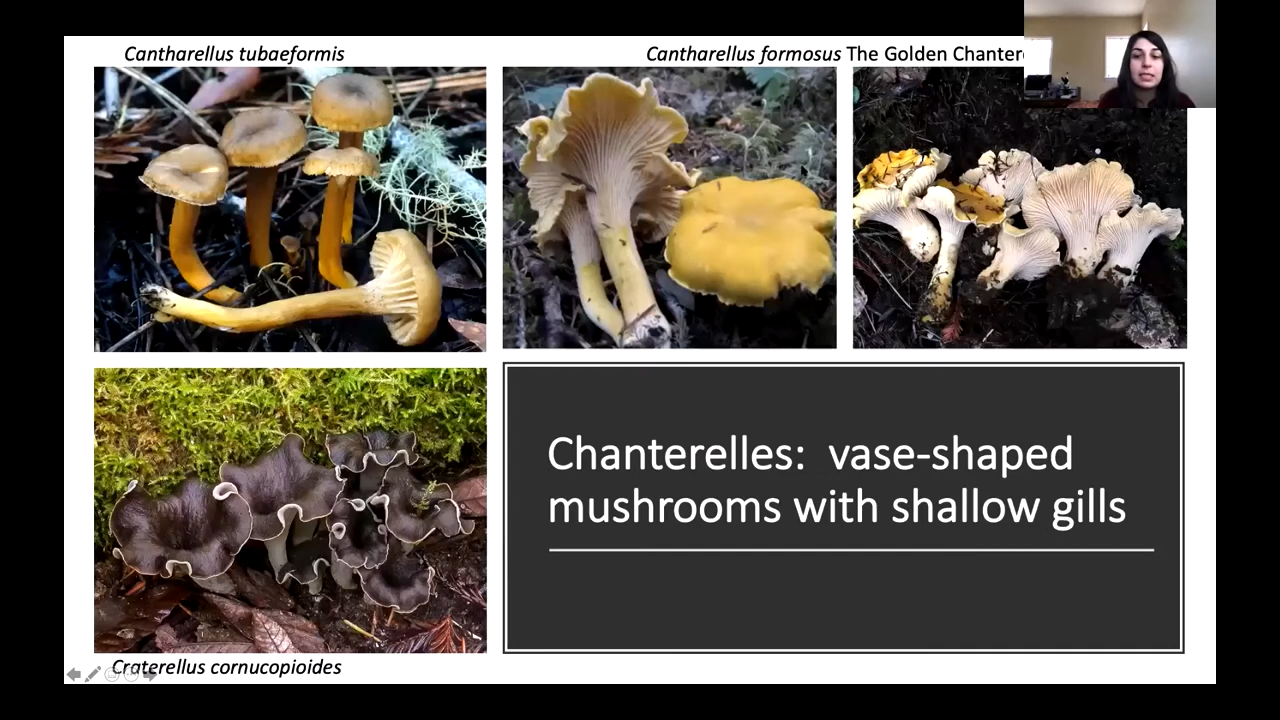 Cantharellus tubaeformis
Cantharellus formosus The Golden
Chanterelles:  vase-shaped
mushrooms with shallow gills
Craterellus cornucopioides